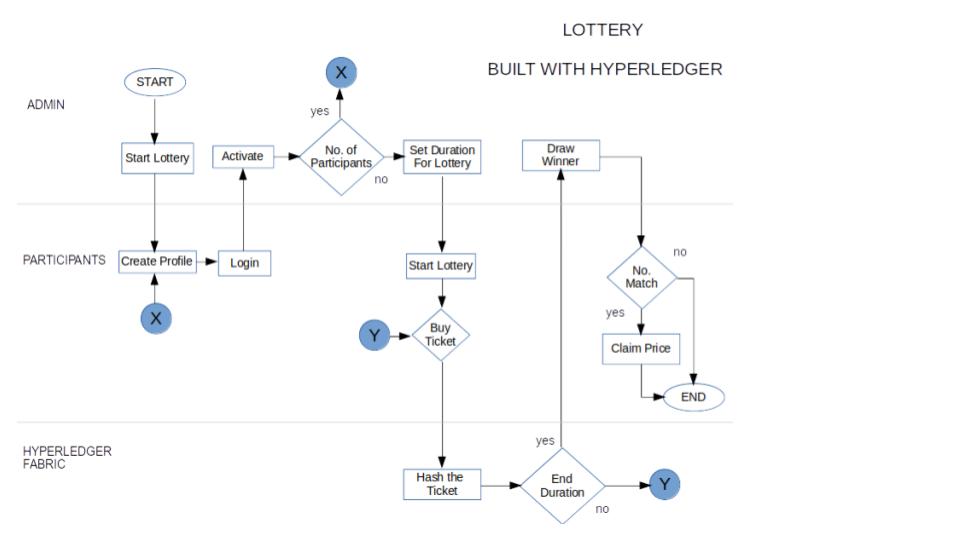 LOTTERY
BUILT WITH HYPERLEDGER
ADMIN
START
Start Lottery
Activate
X
yes
No. of
Participants
no
Set Duration
For Lottery
Draw
Winner
PARTICIPANTS
Create Profile
Login
X
Start Lottery
Y
Buy
Ticket
No.
Match
no
yes
Claim Price
END
HYPERLEDGER
FABRIC
Hash the
Ticket
yes
End
Duration
no
Y